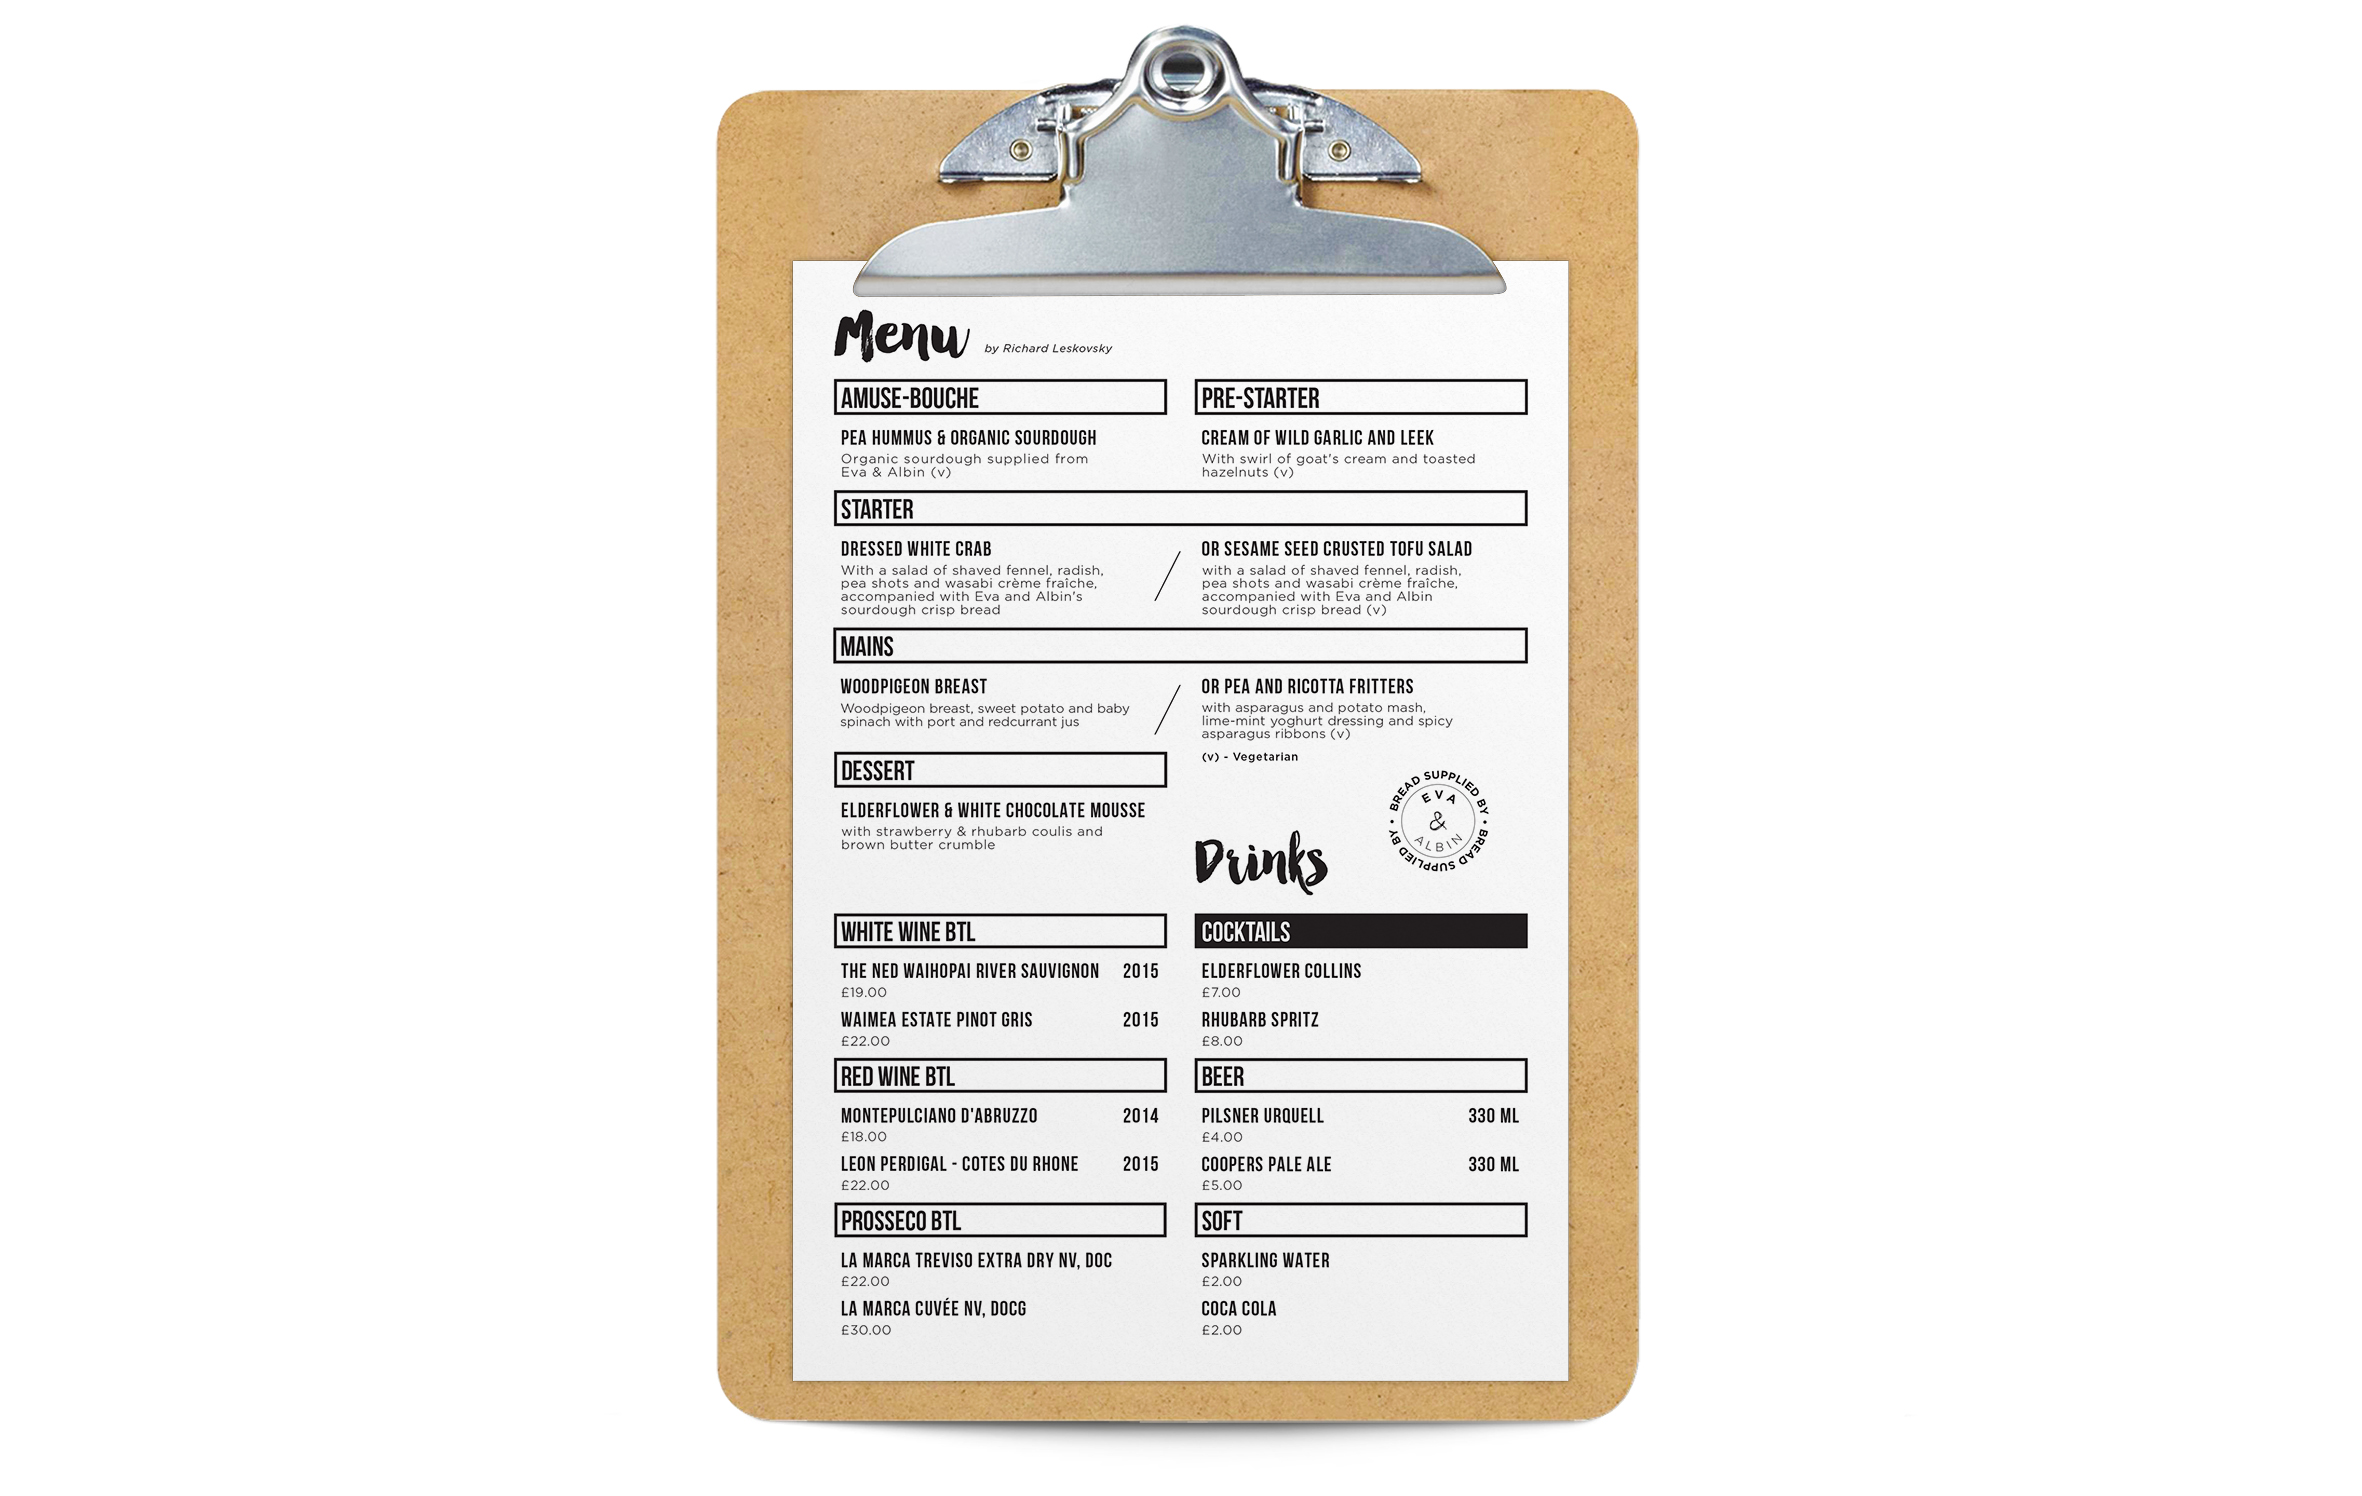 Menu by Richard Leskovsky
AMUSE-BOUCHE
PEA HUMMUS & ORGANIC SOURDOUGH
Organic sourdough supplied from
Eva & Albin (v)
PRE-STARTER
CREAM OF WILD GARLIC AND LEEK
With swirl of goat's cream and toasted
hazelnuts (v)
STARTER
DRESSED WHITE CRAB
With a salad of shaved fennel, radish,
pea shots and wasabi crème fraîche,
accompanied with Eva and Albin's
sourdough crisp bread
OR SESAME SEED CRUSTED TOFU SALAD
with a salad of shaved fennel, radish,
pea shots and wasabi crème fraîche,
accompanied with Eva and Albin
sourdough crisp bread (v)
MAINS
WOODPIGEON BREAST
Woodpigeon breast, sweet potato and baby
spinach with port and redcurrant jus
OR PEA AND RICOTTA FRITTERS
with asparagus and potato mash,
lime-mint yoghurt dressing and spicy
asparagus ribbons (v)
(v) - Vegetarian
DESSERT
ELDERFLOWER & WHITE CHOCOLATE MOUSSE
with strawberry & rhubarb coulis and
brown butter crumble
BREAD SUPPLIED BY • BREAD SUPPLIED BY •
EVA
&
ALBIN
Drinks
WHITE WINE BTL
THE NED WAIHOPAI RIVER SAUVIGNON 2015
£19.00
WAIMEA ESTATE PINOT GRIS 2015
£22.00
RED WINE BTL
MONTEPULCIANO D'ABRUZZO 2014
£18.00
LEON PERDIGAL - COTES DU RHONE 2015
£22.00
PROSSECO BTL
LA MARCA TREVISO EXTRA DRY NV, DOC
£22.00
LA MARCA CUVÉE NV, DOCG
£30.00
COCKTAILS
ELDERFLOWER COLLINS
£7.00
RHUBARB SPRITZ
£8.00
BEER
PILSNER URQUELL 330 ML
£4.00
COOPERS PALE ALE 330 ML
£5.00
SOFT
SPARKLING WATER
£2.00
COCA COLA
£2.00